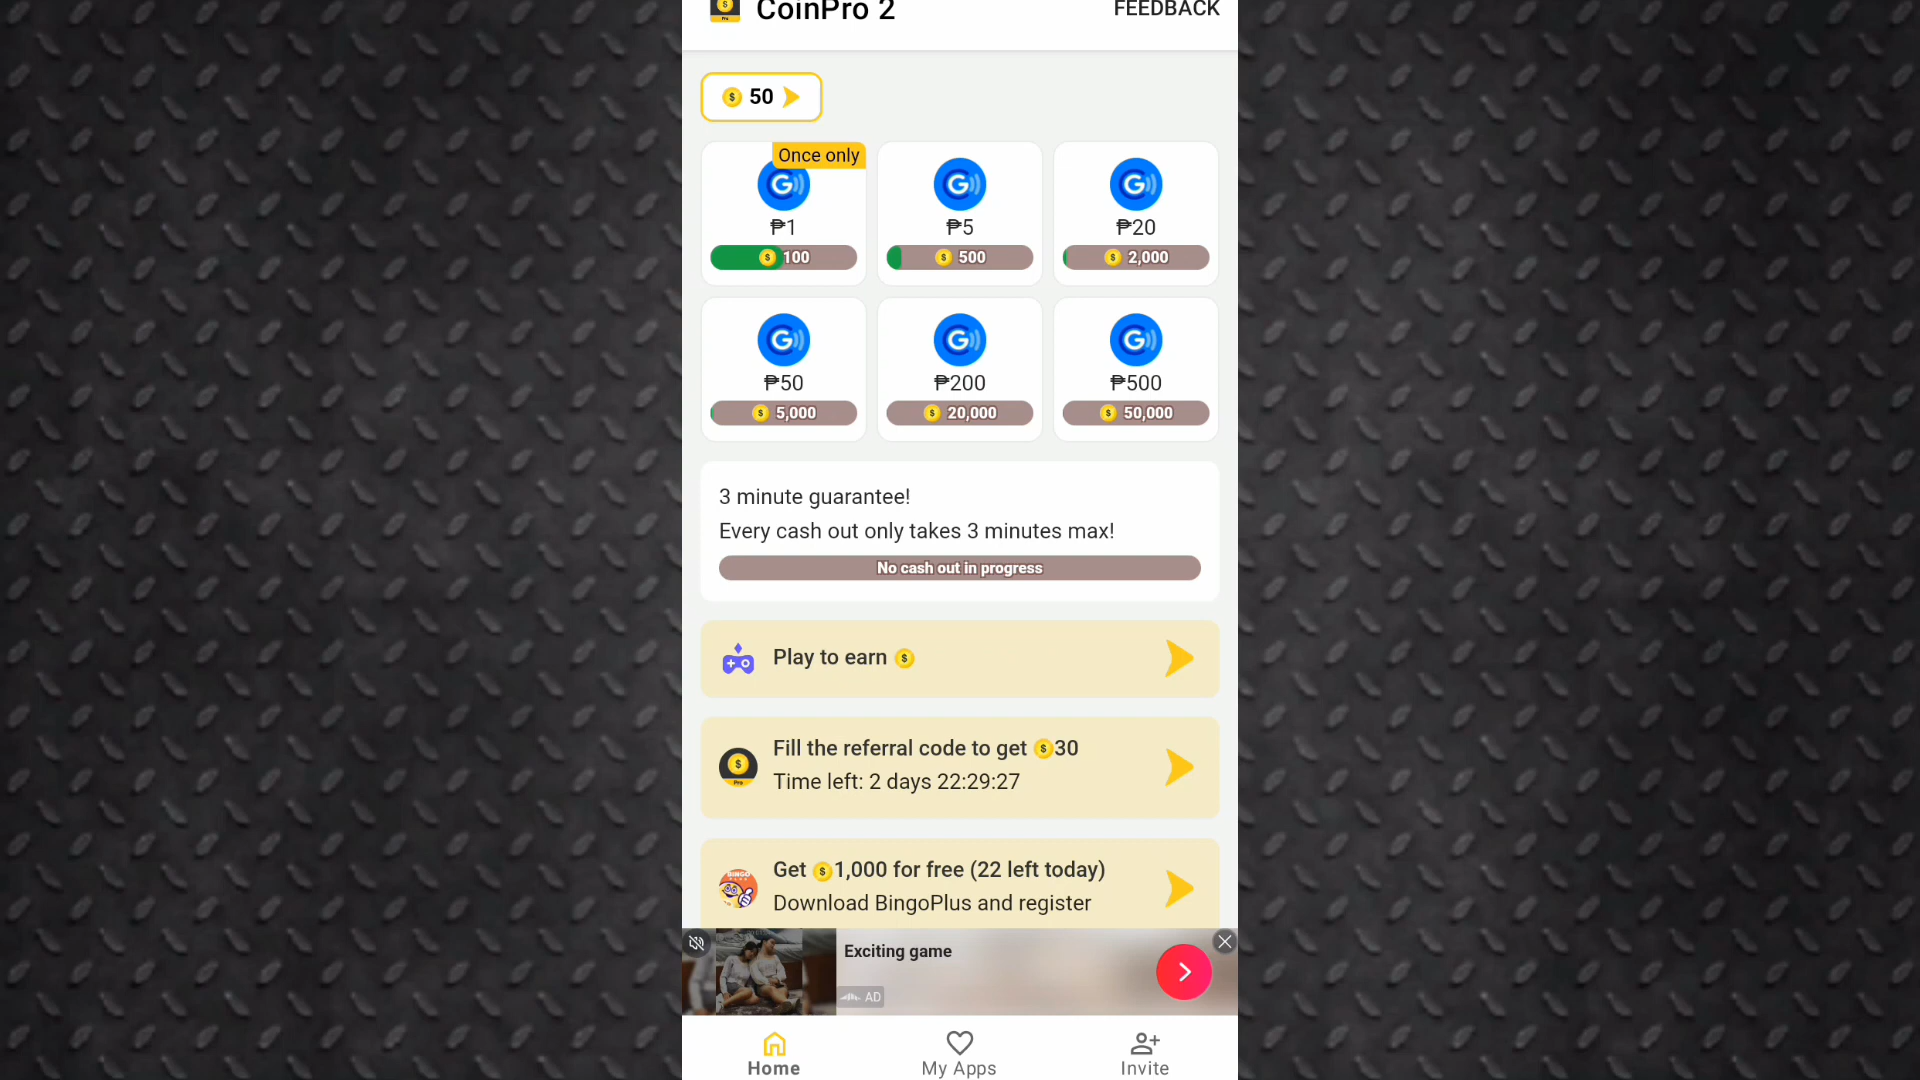 CoinPro 2
FEEDBACK
50
Once only
₱1
100
₱5
500
₱20
2,000
₱50
5,000
₱200
20,000
₱500
50,000
3 minute guarantee!
Every cash out only takes 3 minutes max!
No cash out in progress
Play to earn
Fill the referral code to get 30
Time left: 2 days 22:29:27
Get 1,000 for free (22 left today)
Download BingoPlus and register
Exciting game
AD
Home
My Apps
Invite